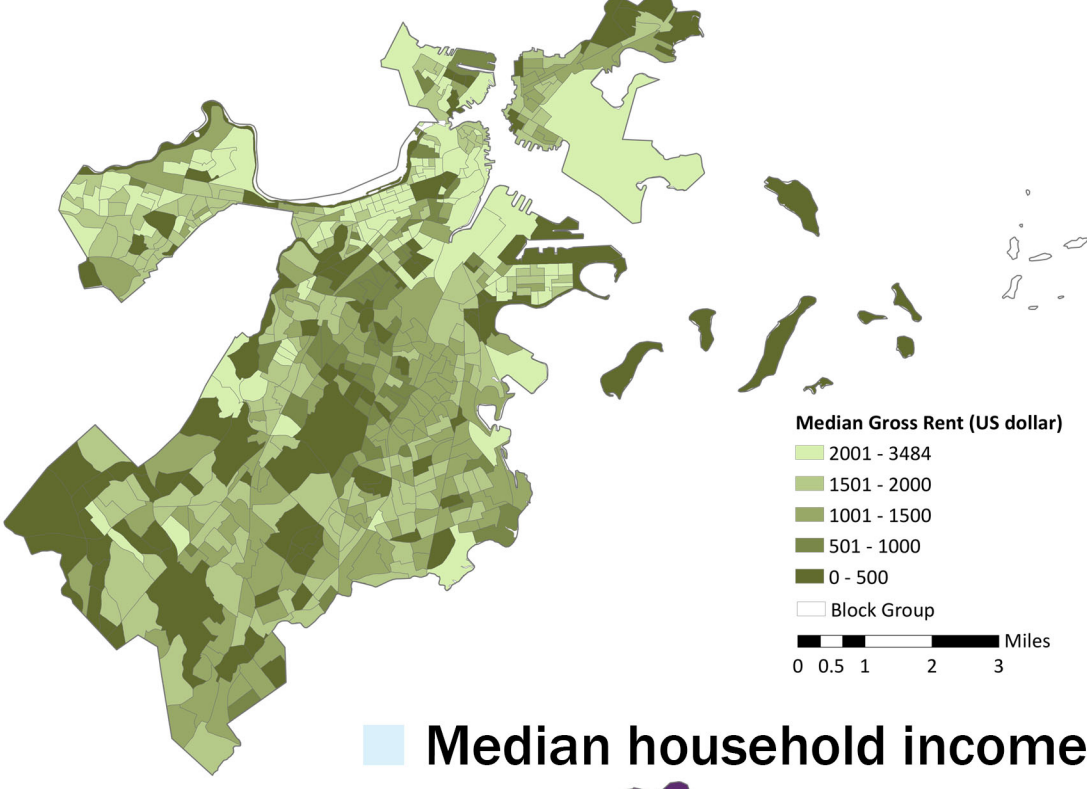 Median Gross Rent (US dollar)
2001 - 3484
1501 - 2000
1001 - 1500
501 - 1000
0 - 500
Block Group
Miles
0 0.5 1 2 3
Median household income